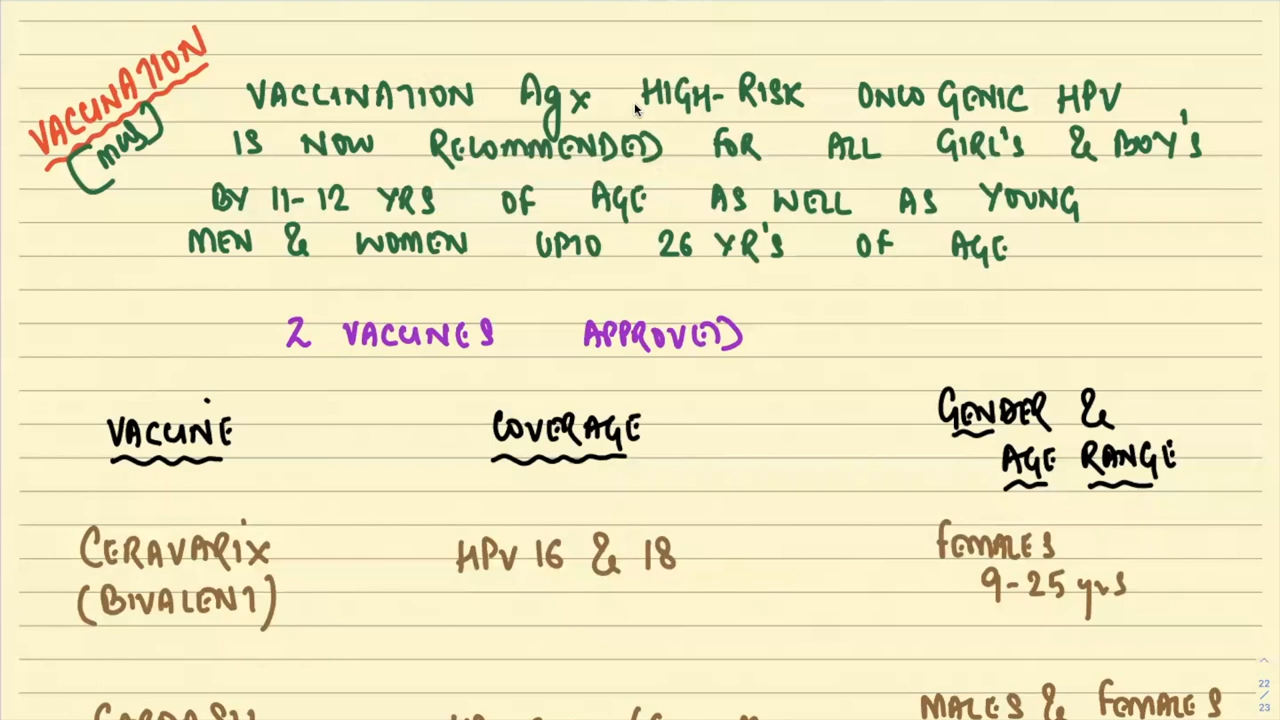 VACCINATION
(MCQ)
VACCINATION Agx HIGH-RISK ONCOGENIC HPV
IS NOW RECOMMENDED FOR ALL GIRL'S & BOY'S
BY 11-12 YRS OF AGE AS WELL AS YOUNG
MEN & WOMEN UPTO 26 YR'S OF AGE
2 VACCINES APPROVED
VACCINE COVERAGE GENDER &
AGE RANGE
CERAVARIX HPV 16 & 18 FEMALES
(BIVALENT) 9-25 yrs
MALES & FEMALES
22
/
23